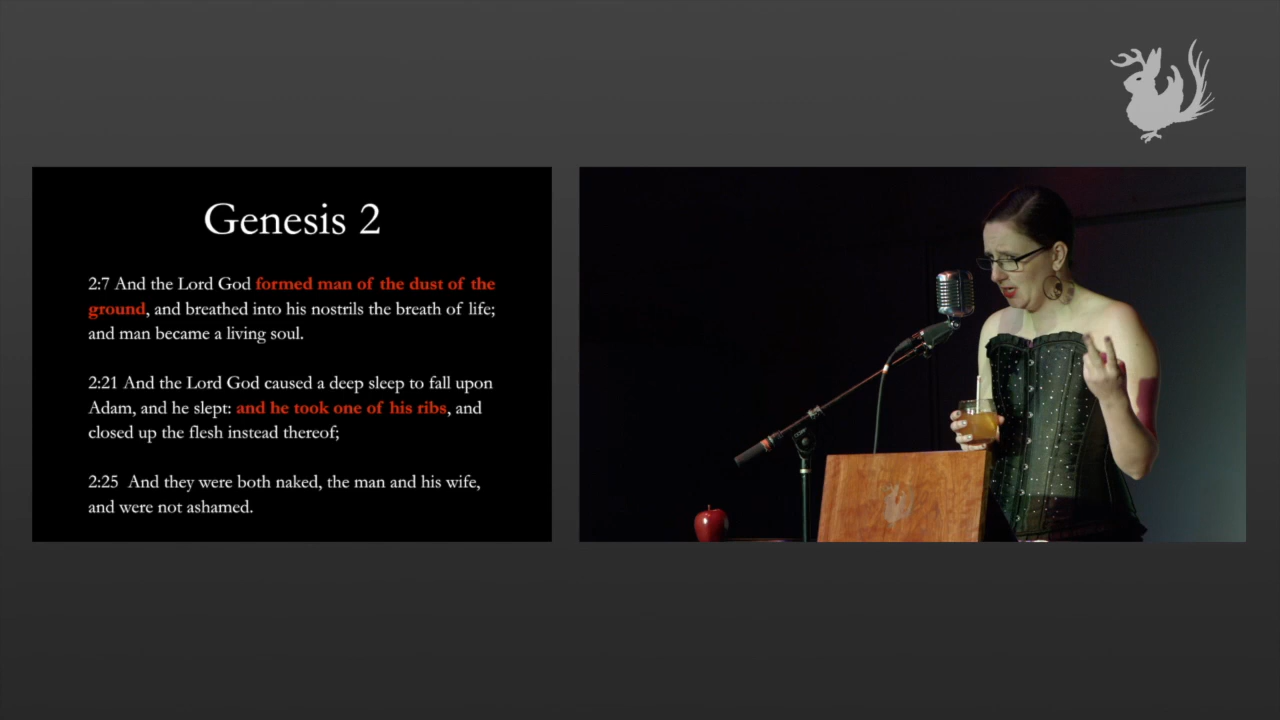 Genesis 2
2:7 And the Lord God formed man of the dust of the
ground, and breathed into his nostrils the breath of life;
and man became a living soul.
2:21 And the Lord God caused a deep sleep to fall upon
Adam, and he slept: and he took one of his ribs, and
closed up the flesh instead thereof;
2:25 And they were both naked, the man and his wife,
and were not ashamed.